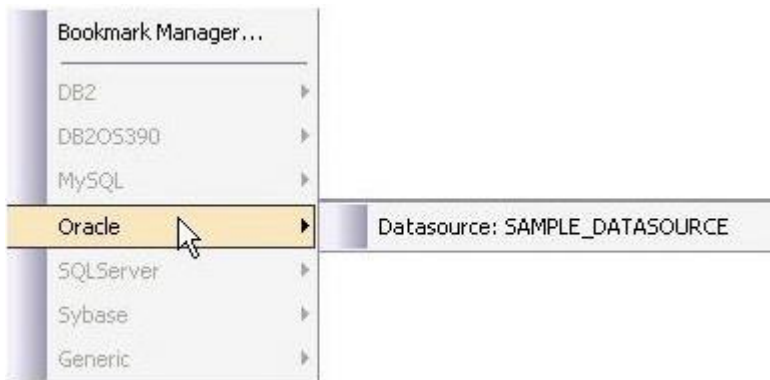 Bookmark Manager...
DB2
DB2OS390
MySQL
Oracle
Datasource: SAMPLE_DATASOURCE
SQLServer
Sybase
Generic